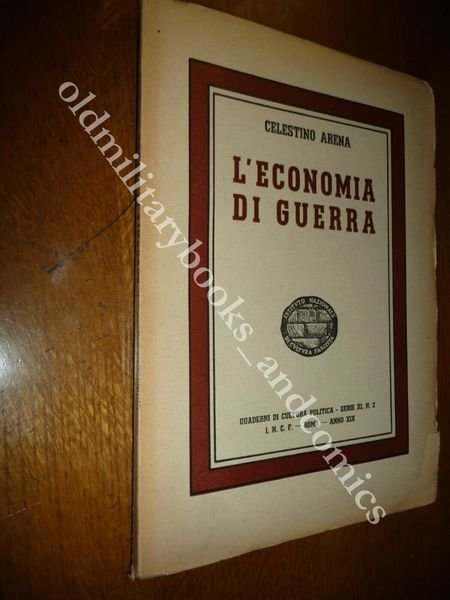 CELESTINO ARENA
L'ECONOMIA
DI GUERRA
ISTITUTO NAZIONALE
DI CULTURA FASCISTA
QUADERNI DI CULTURA POLITICA - SERIE XI, N. 2
I. N. C. F. — ROMA — ANNO XIX
oldmilitarybooks_andcomics